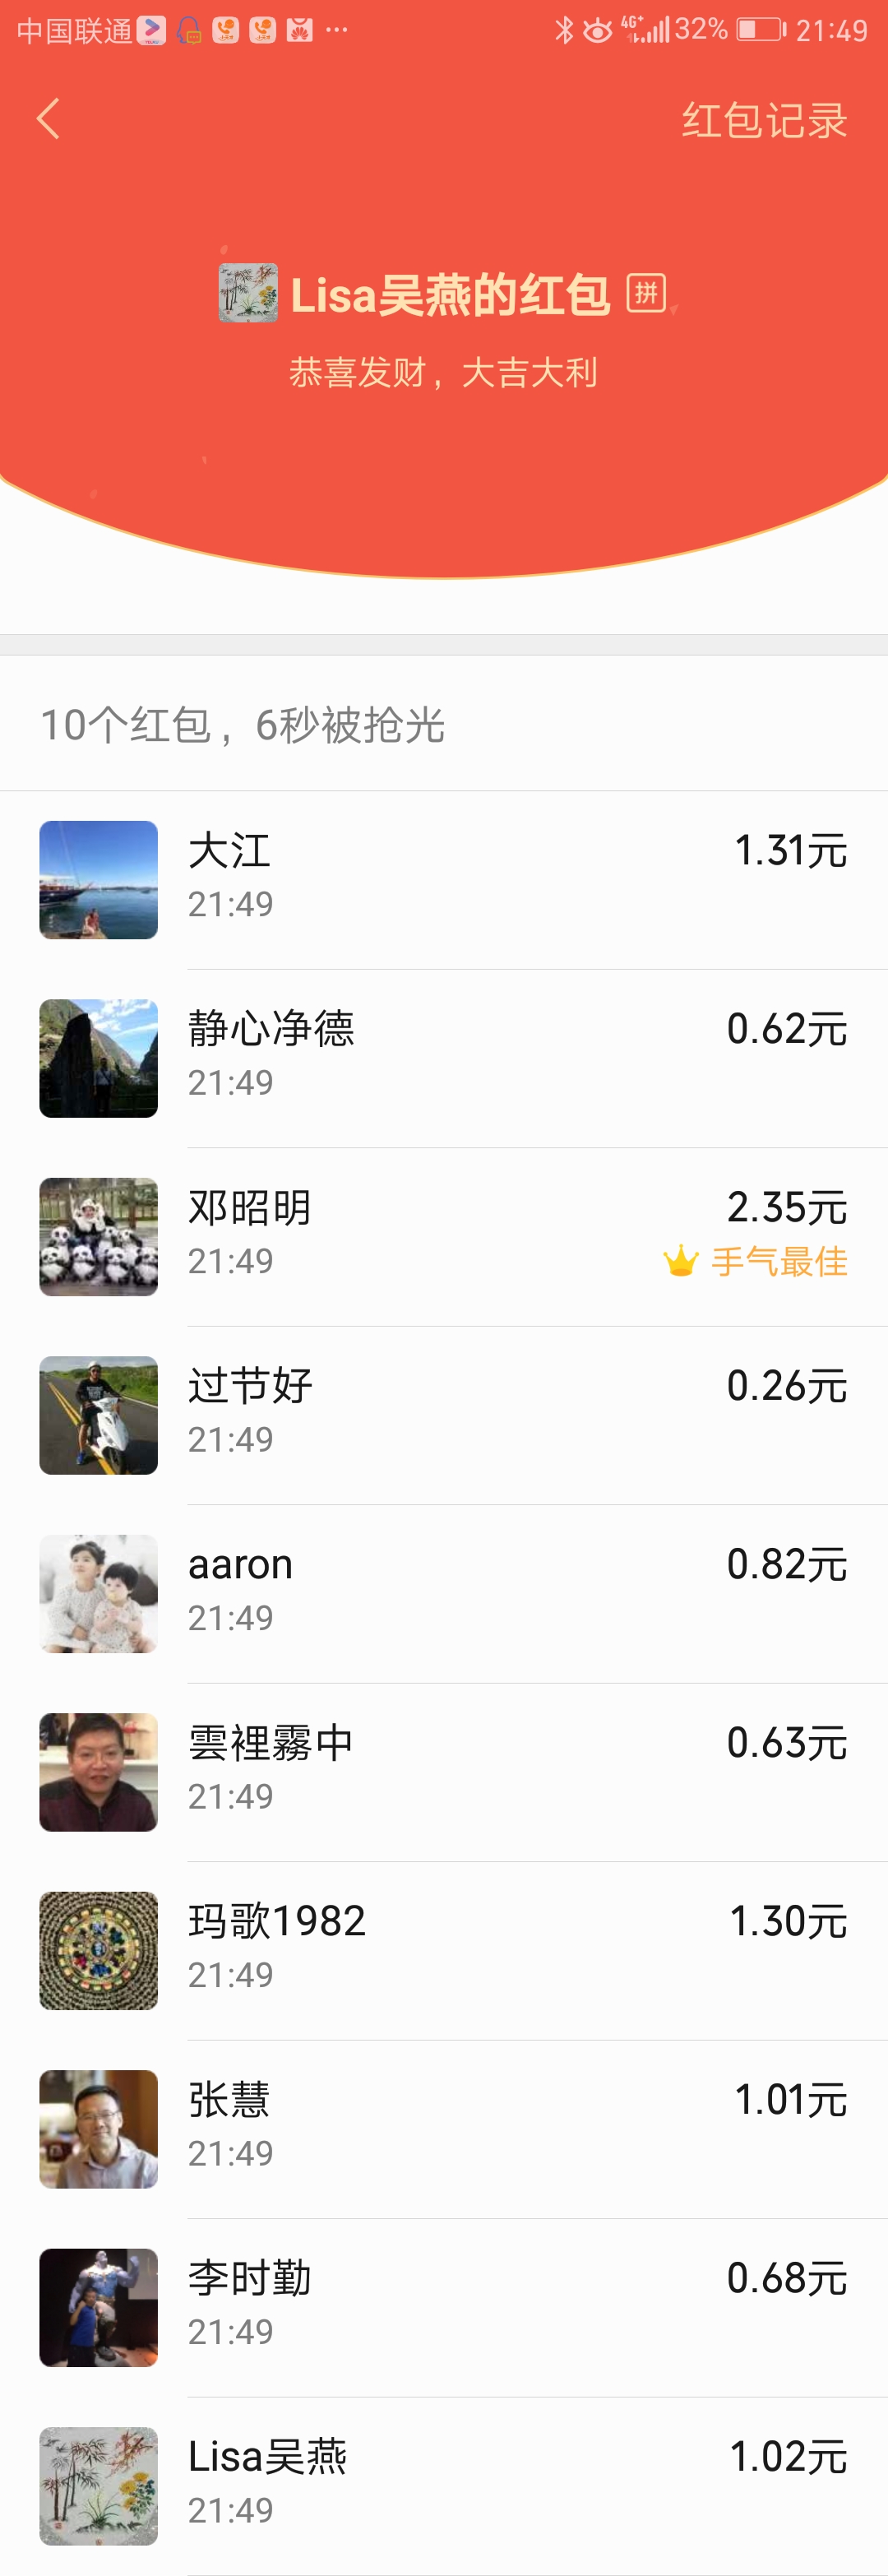 中国联通 ··· 4G+ 32% 21:49
红包记录
Lisa吴燕的红包 拼
恭喜发财，大吉大利
10个红包，6秒被抢光
大江 1.31元
21:49
静心净德 0.62元
21:49
邓昭明 2.35元
21:49 手气最佳
过节好 0.26元
21:49
aaron 0.82元
21:49
雲裡霧中 0.63元
21:49
玛歌1982 1.30元
21:49
张慧 1.01元
21:49
李时勤 0.68元
21:49
Lisa吴燕 1.02元
21:49